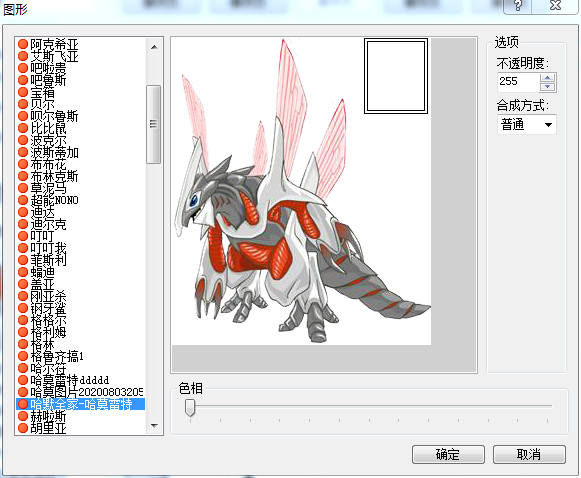 图形
阿克希亚
艾斯飞亚
吧啦贵
吧鲁斯
宝箱
贝尔
呗尔鲁斯
比比鼠
波克尔
波斯蒂加
布布花
布林克斯
草泥马
超能NONO
迪达
迪尔克
叮叮
叮叮我
菲斯利
蝠迪
盖亚
刚亚杀
钢牙鲨
格格尔
格利姆
格林
格鲁齐搞1
哈尔符
哈莫雷特ddddd
哈莫图片20200803205
哈默全家-哈莫雷特
赫啦斯
胡里亚
选项
不透明度:
255
合成方式:
普通
色相
确定
取消